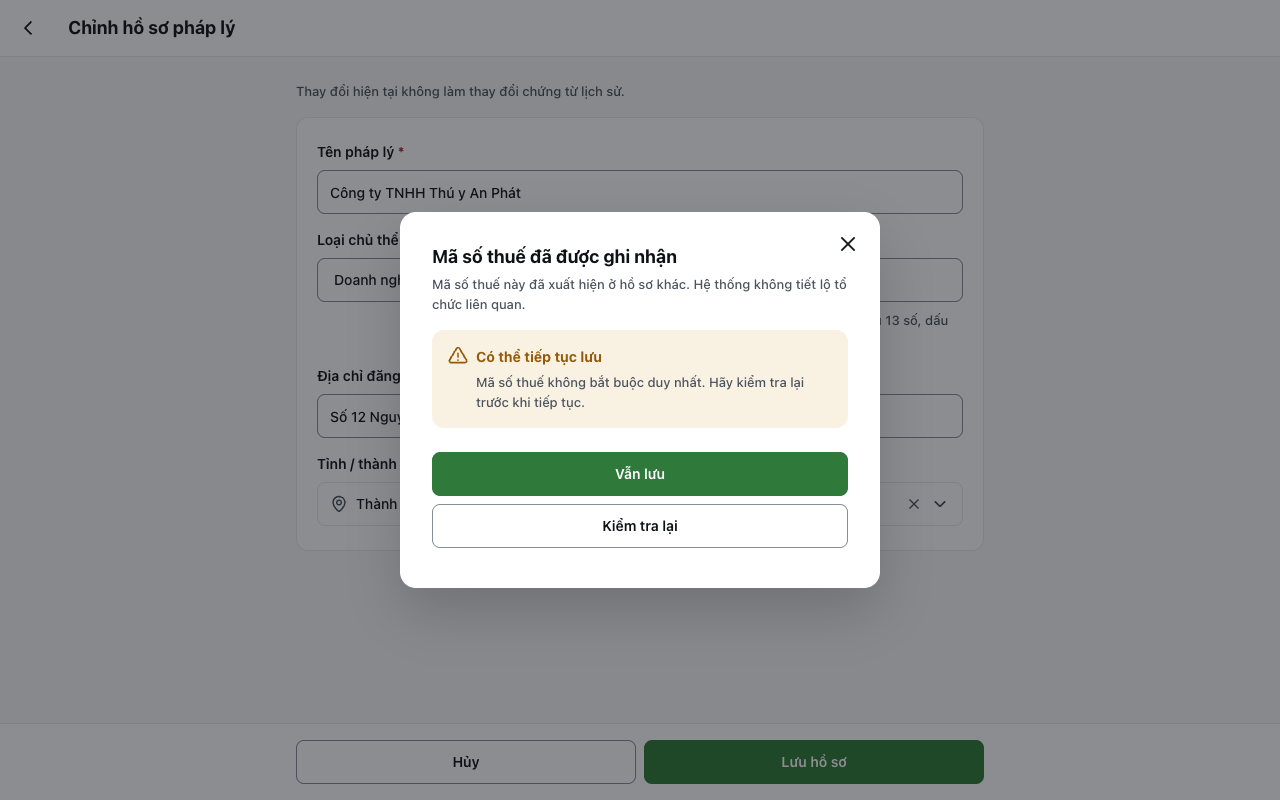 Chỉnh hồ sơ pháp lý
Thay đổi hiện tại không làm thay đổi chứng từ lịch sử.
Tên pháp lý *
Công ty TNHH Thú y An Phát
Loại chủ thể
Doanh
13 số, dấu
Địa chỉ đăng
Số 12
Tỉnh / thành
Thành
Mã số thuế đã được ghi nhận
Mã số thuế này đã xuất hiện ở hồ sơ khác. Hệ thống không tiết lộ tổ
chức liên quan.
Có thể tiếp tục lưu
Mã số thuế không bắt buộc duy nhất. Hãy kiểm tra lại
trước khi tiếp tục.
Vẫn lưu
Kiểm tra lại
Hủy
Lưu hồ sơ